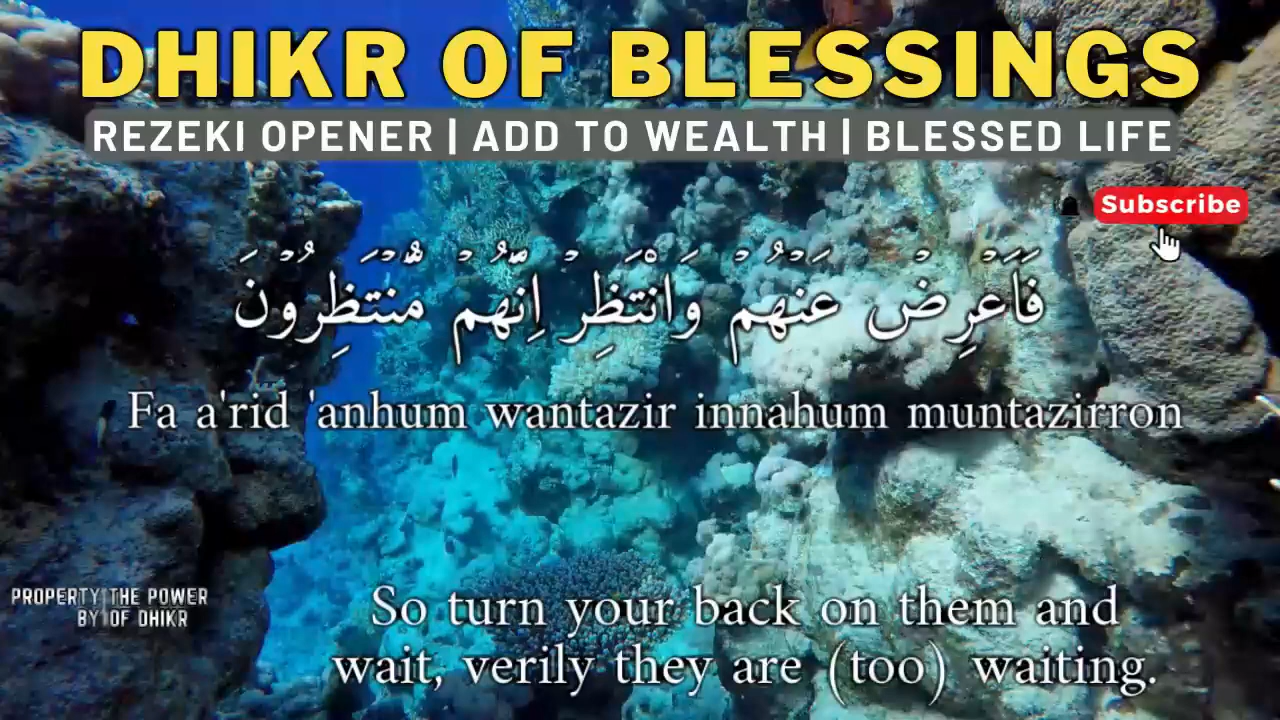 DHIKR OF BLESSINGS
REZEKI OPENER | ADD TO WEALTH | BLESSED LIFE
Subscribe
فَاَعۡرِضۡ عَنۡهُمۡ وَانْتَظِرۡ اِنَّهُمۡ مُّنۡتَظِرُوۡنَ
Fa a'rid 'anhum wantazir innahum muntazirron
PROPERTY BY THE POWER OF DHIKR
So turn your back on them and
wait, verily they are (too) waiting.